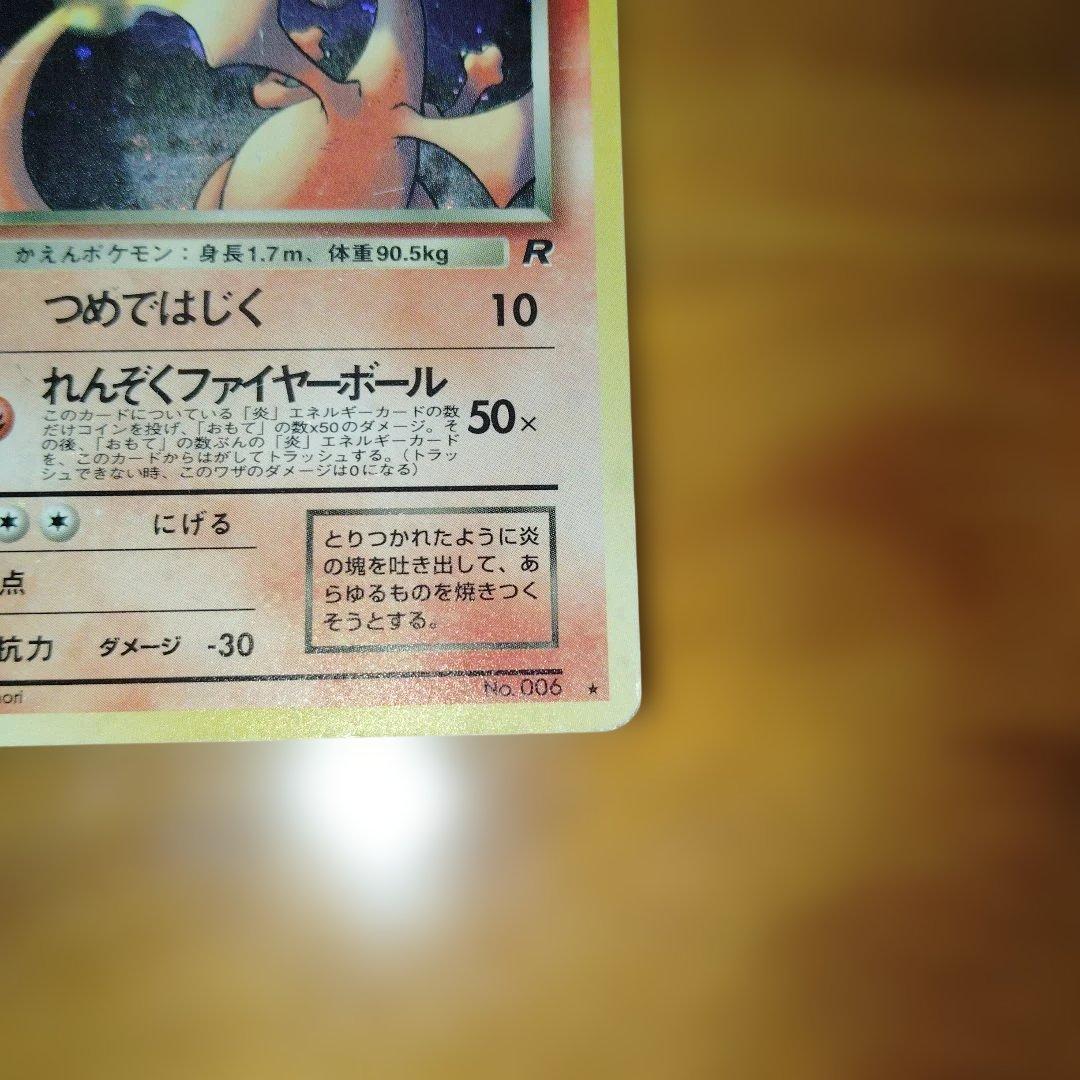 かえんポケモン：身長1.7m、体重90.5kg
R
つめではじく 10
れんぞくファイヤーボール
50×
このカードについている「炎」エネルギーカードの数
だけコインを投げ、「おもて」の数x50のダメージ。そ
の後、「おもて」の数ぶんの「炎」エネルギーカード
を、このカードからはがしてトラッシュする。（トラッ
シュできない時、このワザのダメージは0になる）
にげる
点
抗力 ダメージ -30
とりつかれたように炎
の塊を吐き出して、あ
らゆるものを焼きつく
そうとする。
No. 006 ★